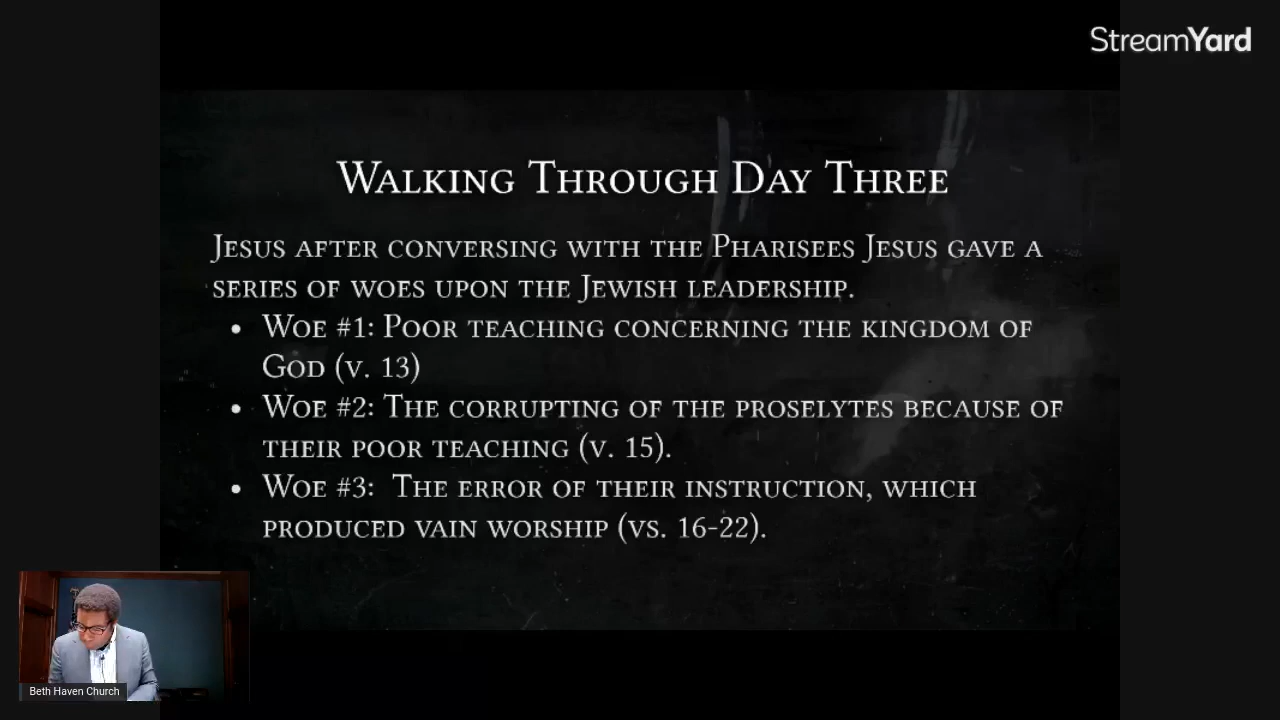 StreamYard
Walking Through Day Three
Jesus after conversing with the Pharisees Jesus gave a
series of woes upon the Jewish leadership.
• Woe #1: Poor teaching concerning the kingdom of
God (v. 13)
• Woe #2: The corrupting of the proselytes because of
their poor teaching (v. 15).
• Woe #3:  The error of their instruction, which
produced vain worship (vs. 16-22).
Beth Haven Church